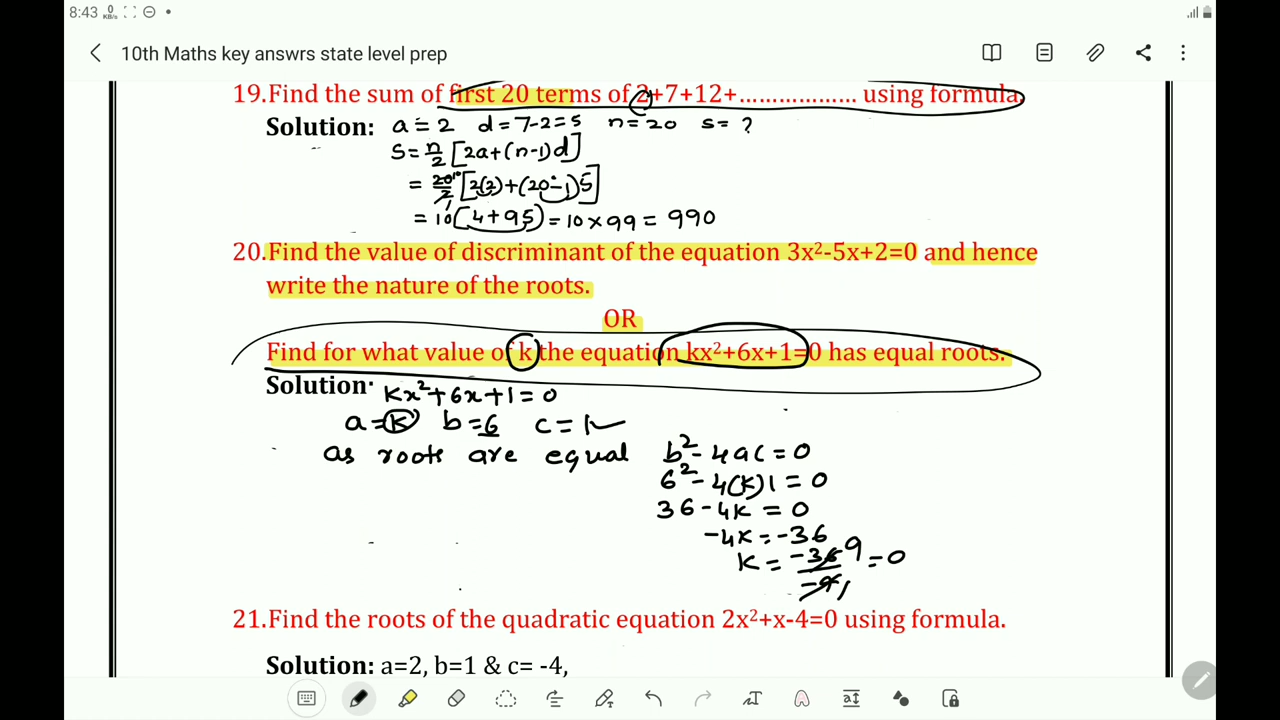 8:43 0 KB/s
10th Maths key answrs state level prep
19.Find the sum of first 20 terms of 2+7+12+.................. using formula.
Solution: a = 2 d = 7-2 = 5 n = 20 s = ?
S = n/2 [2a+(n-1)d]
= 20/2 [2(2)+(20-1)5]
= 10(4+95) = 10×99 = 990
20.Find the value of discriminant of the equation 3x²-5x+2=0 and hence
write the nature of the roots.
OR
Find for what value of k the equation kx²+6x+1=0 has equal roots.
Solution: Kx²+6x+1=0
a=k b=6 c=1
as roots are equal b²-4ac=0
6²-4(k)1=0
36-4k=0
-4k=-36
k = -36/-4 9/1 = 0
21.Find the roots of the quadratic equation 2x²+x-4=0 using formula.
Solution: a=2, b=1 & c= -4,